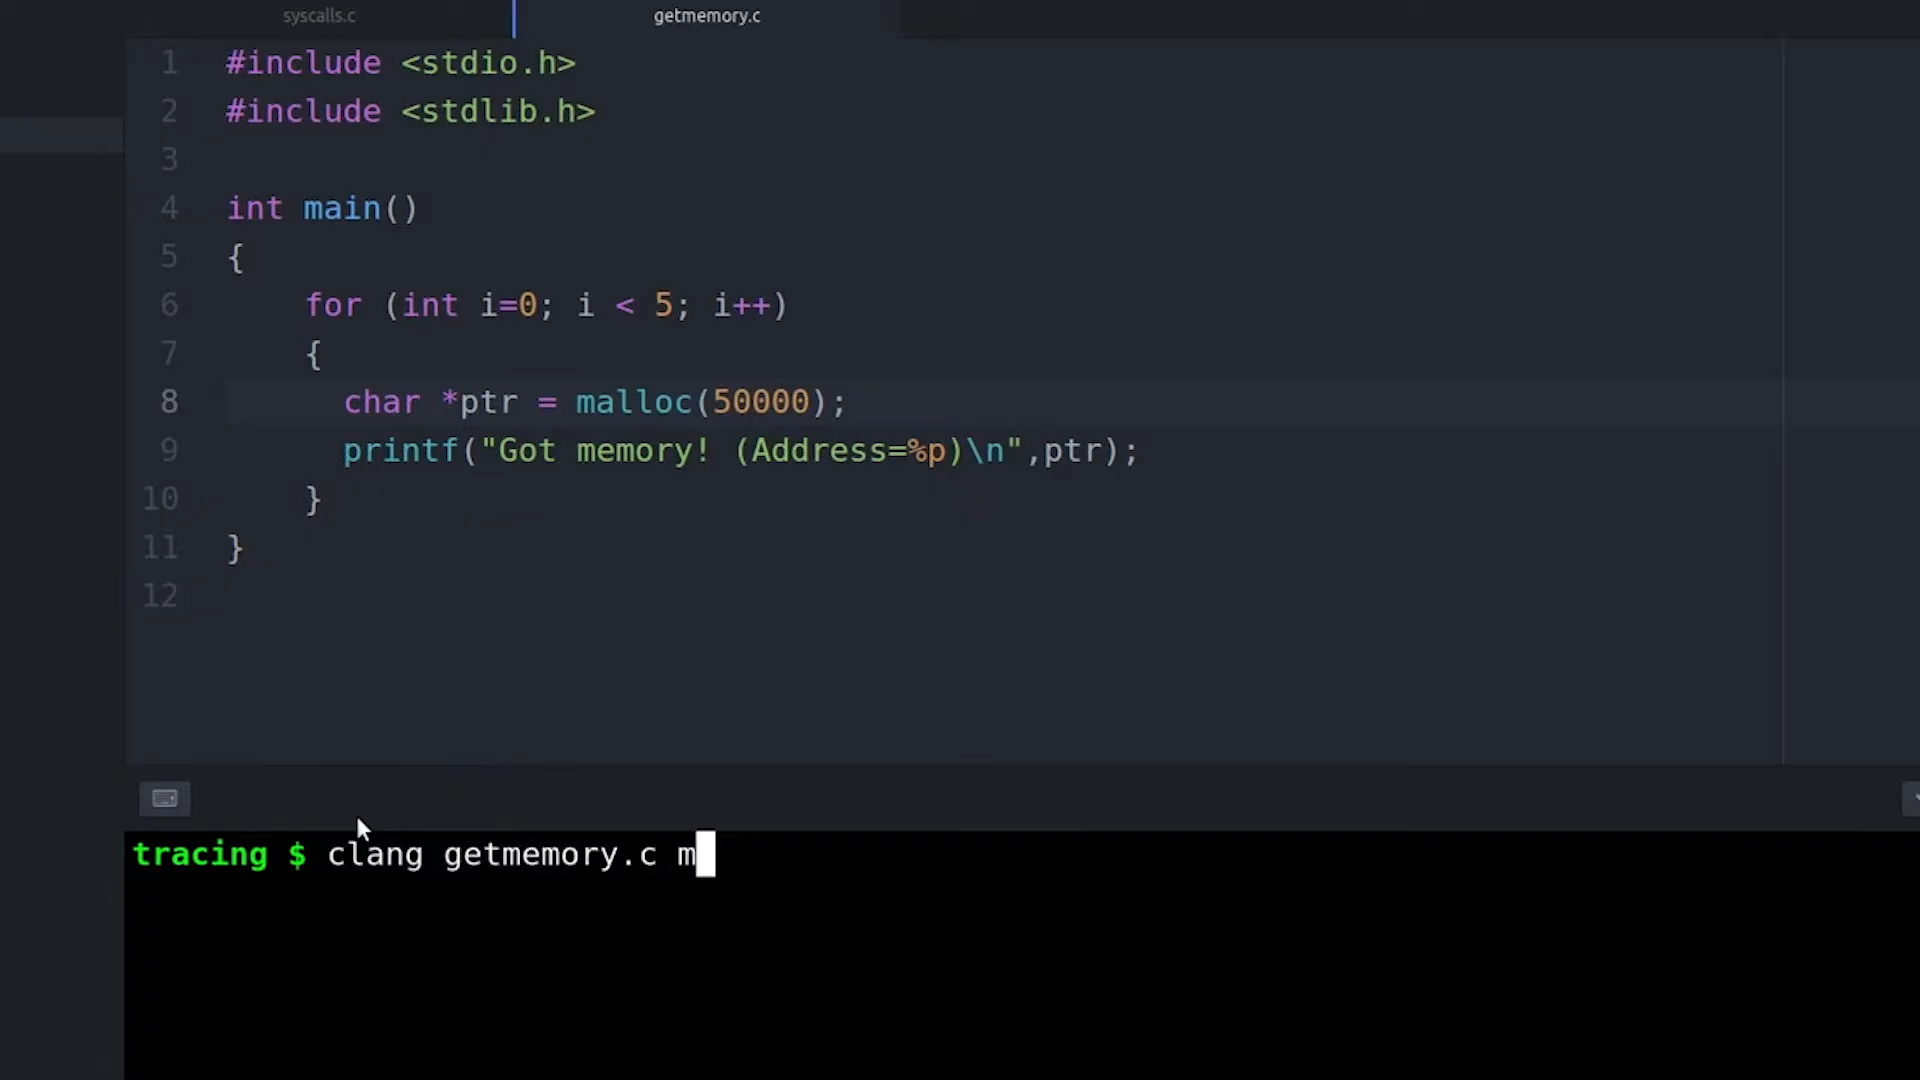 syscalls.c
getmemory.c
1 #include <stdio.h>
2 #include <stdlib.h>
3
4 int main()
5 {
6     for (int i=0; i < 5; i++)
7     {
8       char *ptr = malloc(50000);
9       printf("Got memory! (Address=%p)\n",ptr);
10     }
11 }
12
tracing $ clang getmemory.c m